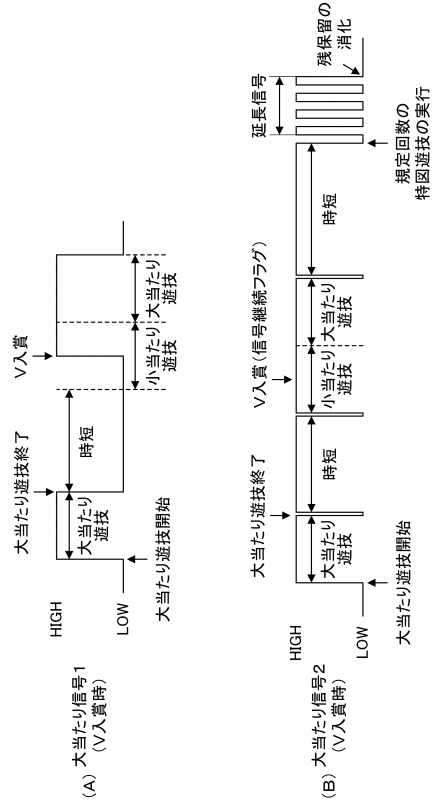 (A)
大当たり信号1
(V入賞時)
HIGH
LOW
大当たり遊技開始
大当たり
遊技
大当たり遊技終了
時短
V入賞
小当たり
遊技
大当たり
遊技
(B)
大当たり信号2
(V入賞時)
HIGH
LOW
大当たり遊技開始
大当たり
遊技
大当たり遊技終了
時短
V入賞(信号継続フラグ)
小当たり
遊技
大当たり
遊技
時短
規定回数の
特図遊技の実行
延長信号
残保留の
消化